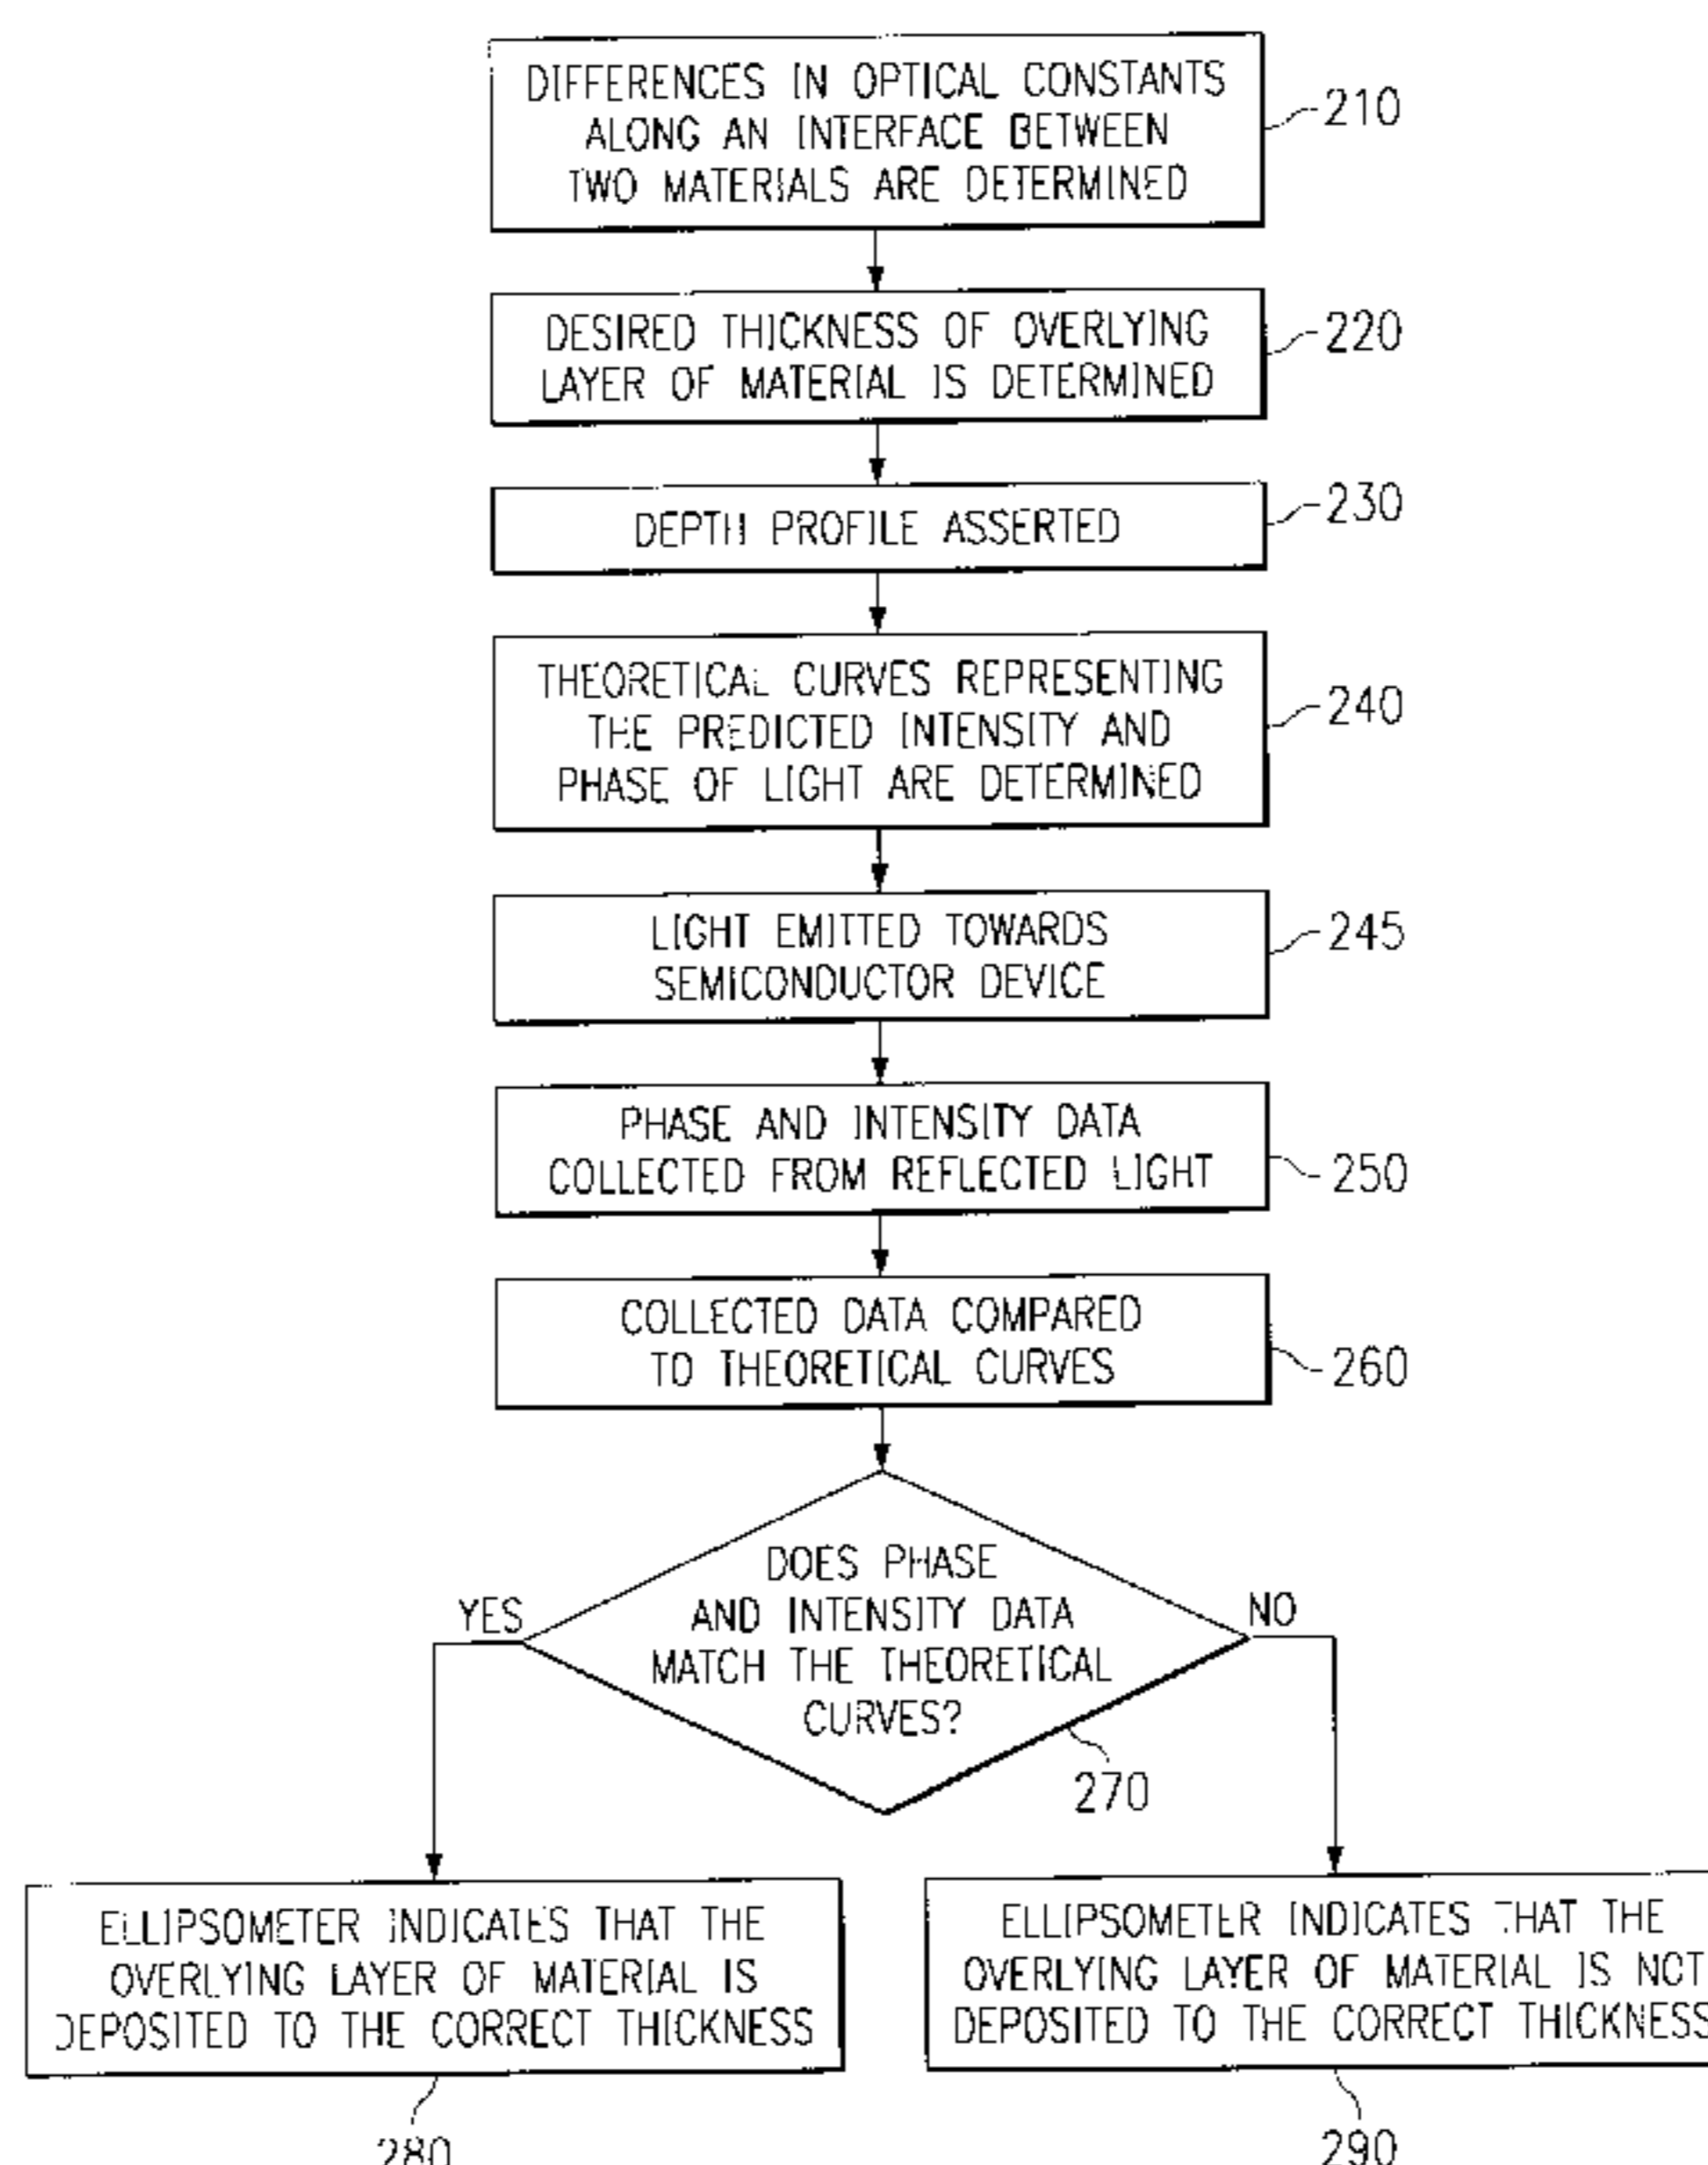 DIFFERENCES IN OPTICAL CONSTANTS
ALONG AN INTERFACE BETWEEN
TWO MATERIALS ARE DETERMINED
210
DESIRED THICKNESS OF OVERLYING
LAYER OF MATERIAL IS DETERMINED
220
DEPTH PROFILE ASSERTED
230
THEORETICAL CURVES REPRESENTING
THE PREDICTED INTENSITY AND
PHASE OF LIGHT ARE DETERMINED
240
LIGHT EMITTED TOWARDS
SEMICONDUCTOR DEVICE
245
PHASE AND INTENSITY DATA
COLLECTED FROM REFLECTED LIGHT
250
COLLECTED DATA COMPARED
TO THEORETICAL CURVES
260
DOES PHASE
AND INTENSITY DATA
MATCH THE THEORETICAL
CURVES?
YES
NO
270
ELLIPSOMETER INDICATES THAT THE
OVERLYING LAYER OF MATERIAL IS
DEPOSITED TO THE CORRECT THICKNESS
280
ELLIPSOMETER INDICATES THAT THE
OVERLYING LAYER OF MATERIAL IS NOT
DEPOSITED TO THE CORRECT THICKNESS
290